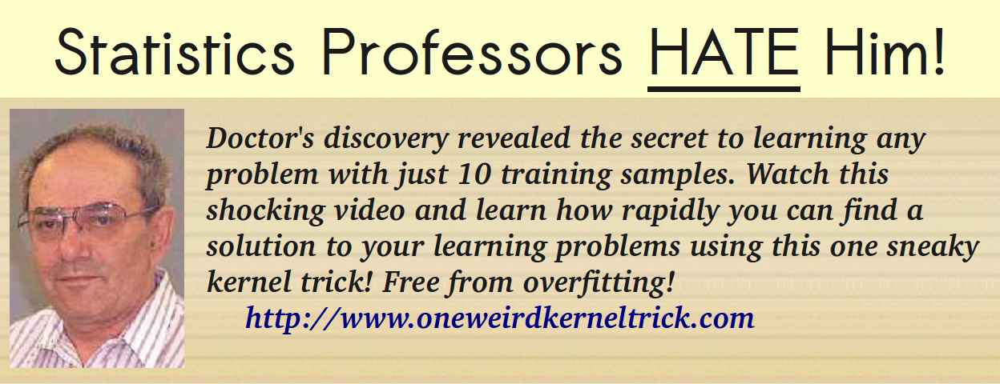 Statistics Professors HATE Him!
Doctor's discovery revealed the secret to learning any
problem with just 10 training samples. Watch this
shocking video and learn how rapidly you can find a
solution to your learning problems using this one sneaky
kernel trick! Free from overfitting!
http://www.oneweirdkerneltrick.com